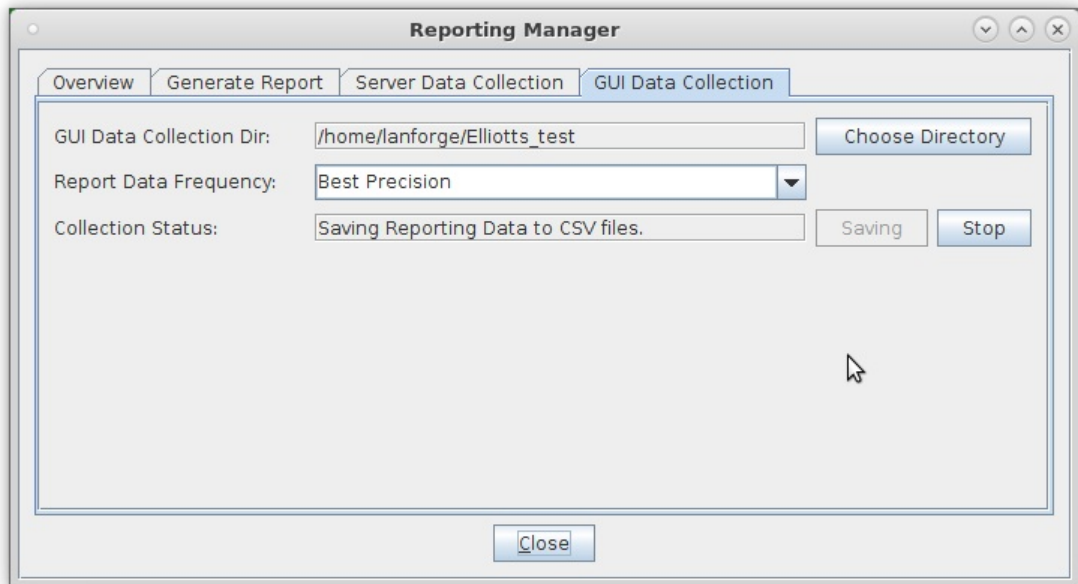 Reporting Manager
Overview Generate Report Server Data Collection GUI Data Collection
GUI Data Collection Dir: /home/lanforge/Elliotts_test Choose Directory
Report Data Frequency: Best Precision
Collection Status: Saving Reporting Data to CSV files. Saving Stop
Close